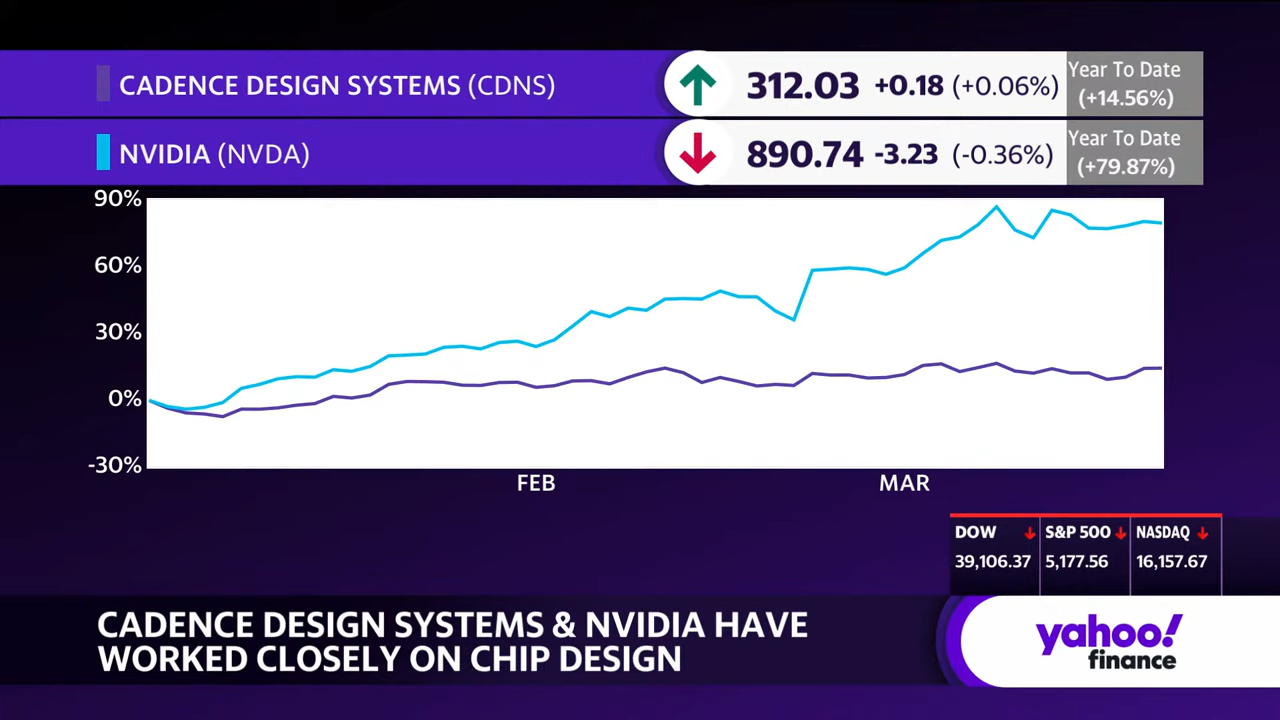 CADENCE DESIGN SYSTEMS (CDNS) 312.03 +0.18 (+0.06%) Year To Date
(+14.56%)
NVIDIA (NVDA) 890.74 -3.23 (-0.36%) Year To Date
(+79.87%)
90%
60%
30%
0%
-30%
FEB MAR
DOW S&P 500 NASDAQ
39,106.37 5,177.56 16,157.67
CADENCE DESIGN SYSTEMS & NVIDIA HAVE
WORKED CLOSELY ON CHIP DESIGN
yahoo!
finance